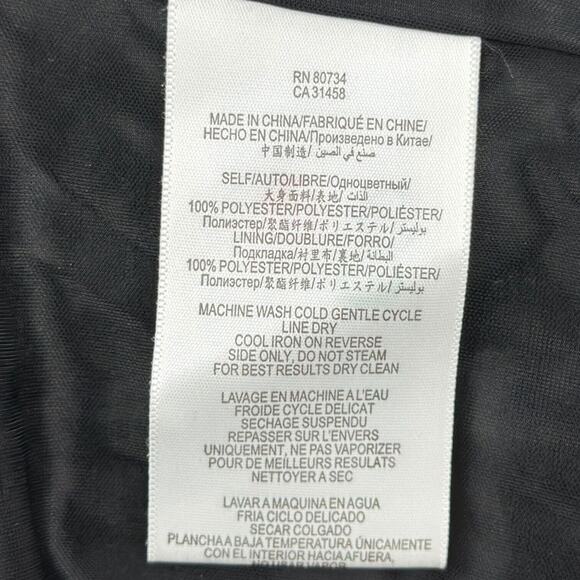 RN 80734
CA 31458
MADE IN CHINA/FABRIQUÉ EN CHINE/
HECHO EN CHINA/Произведено в Китае/
中国制造/ صنع في الصين
SELF/AUTO/LIBRE/Одноцветный/
大身面料/表地/ الذات/
100% POLYESTER/POLYESTER/POLIÉSTER/
Полиэстер/聚酯纤维/ポリエステル/بوليستر
LINING/DOUBLURE/FORRO/
Подкладка/衬里布/裏地/ البطانة/
100% POLYESTER/POLYESTER/POLIÉSTER/
Полиэстер/聚酯纤维/ポリエステル/بوليستر
MACHINE WASH COLD GENTLE CYCLE
LINE DRY
COOL IRON ON REVERSE
SIDE ONLY, DO NOT STEAM
FOR BEST RESULTS DRY CLEAN
LAVAGE EN MACHINE A L'EAU
FROIDE CYCLE DELICAT
SECHAGE SUSPENDU
REPASSER SUR L'ENVERS
UNIQUEMENT, NE PAS VAPORIZER
POUR DE MEILLEURS RESULATS
NETTOYER A SEC
LAVAR A MAQUINA EN AGUA
FRIA CICLO DELICADO
SECAR COLGADO
PLANCHA A BAJA TEMPERATURA ÚNICAMENTE
CON EL INTERIOR HACIA AFUERA,
NO USAR VAPOR